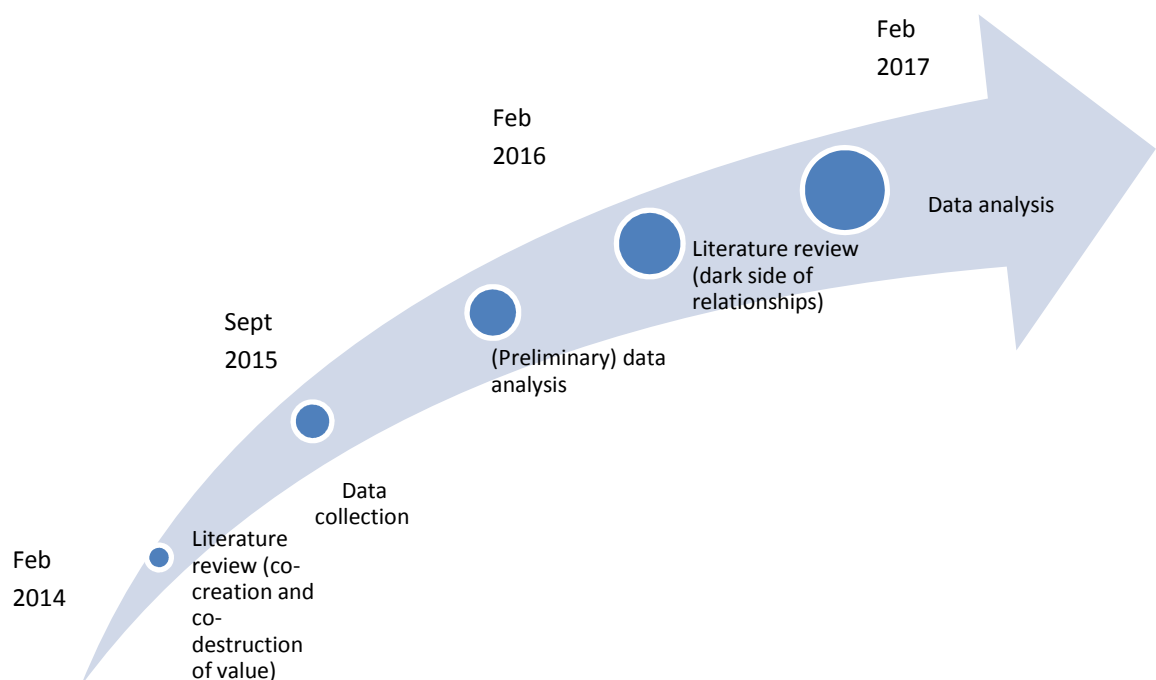 Feb
2014
Literature
review (co-
creation and
co-
destruction
of value)
Sept
2015
Data
collection
Feb
2016
(Preliminary) data
analysis
Literature review
(dark side of
relationships)
Feb
2017
Data analysis